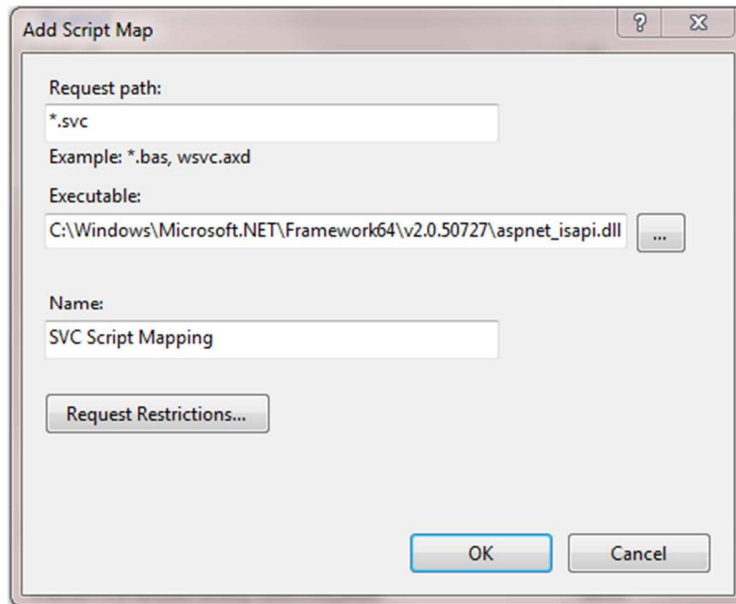 Add Script Map
Request path:
*.svc
Example: *.bas, wsvc.axd
Executable:
C:\Windows\Microsoft.NET\Framework64\v2.0.50727\aspnet_isapi.dll
...
Name:
SVC Script Mapping
Request Restrictions...
OK
Cancel